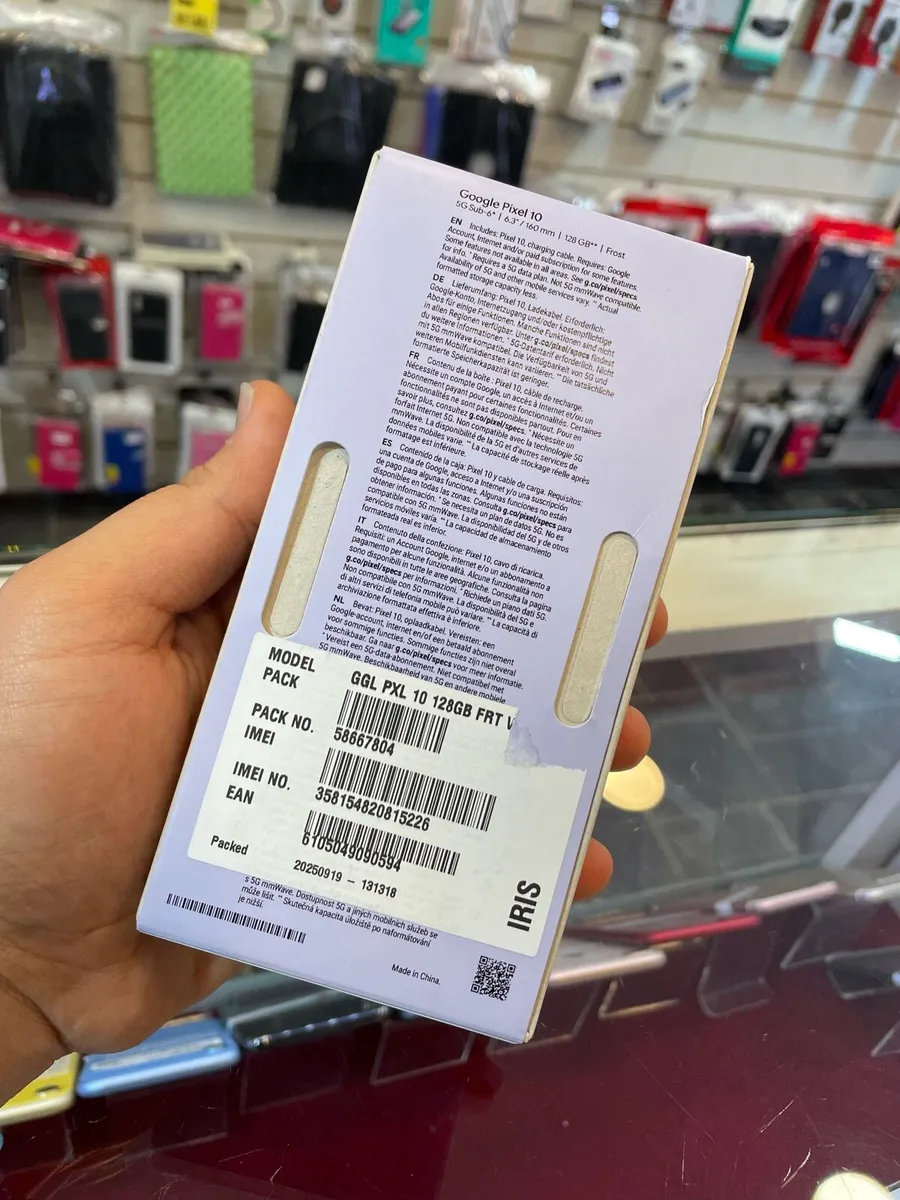 Google Pixel 10
5G Sub-6* | 6.3" / 160 mm | 128 GB** | Frost
EN Includes: Pixel 10, charging cable. Requires: Google
Account, Internet and/or paid subscription for some features.
Some features not available in all areas. See g.co/pixel/specs
for info. * Requires a 5G data plan. Not 5G mmWave compatible.
Availability of 5G and other mobile services vary. ** Actual
formatted storage capacity less.
DE Lieferumfang: Pixel 10, Ladekabel. Erforderlich:
Google-Konto, Internetzugang und/oder kostenpflichtige
Abos für einige Funktionen. Manche Funktionen sind nicht
in allen Regionen verfügbar. Unter g.co/pixel/specs findest
du weitere Informationen. * 5G-Datentarif erforderlich. Nicht
mit 5G mmWave kompatibel. Die Verfügbarkeit von 5G und
weiteren Mobilfunkdiensten kann variieren. ** Die tatsächliche
formatierte Speicherkapazität ist geringer.
FR Contenu de la boîte : Pixel 10, câble de recharge.
Nécessite un compte Google, un accès à Internet et/ou un
abonnement payant pour certaines fonctionnalités. Certaines
fonctionnalités ne sont pas disponibles partout. Pour en
savoir plus, consultez g.co/pixel/specs. * Nécessite un
forfait Internet 5G. Non compatible avec la technologie 5G
mmWave. La disponibilité de la 5G et d'autres services de
données mobiles varie. ** La capacité de stockage réelle après
formatage est inférieure.
ES Contenido de la caja: Pixel 10 y cable de carga. Requisitos:
una cuenta de Google, acceso a Internet y/o una suscripción
de pago para algunas funciones. Algunas funciones no están
disponibles en todas las zonas. Consulta g.co/pixel/specs para
obtener información. * Se necesita un plan de datos 5G. No es
compatible con 5G mmWave. La disponibilidad del 5G y de otros
servicios móviles varía. ** La capacidad de almacenamiento
formateada real es inferior.
IT Contenuto della confezione: Pixel 10, cavo di ricarica.
Requisiti: un Account Google, internet e/o un abbonamento a
pagamento per alcune funzionalità. Alcune funzionalità non
sono disponibili in tutte le aree geografiche. Consulta la pagina
g.co/pixel/specs per informazioni. * Richiede un piano dati 5G.
Non compatibile con 5G mmWave. La disponibilità del 5G e
di altri servizi di telefonia mobile può variare. ** La capacità di
archiviazione formattata effettiva è inferiore.
NL Bevat: Pixel 10, oplaadkabel. Vereisten: een
Google-account, internet en/of een betaald abonnement
voor sommige functies. Sommige functies zijn niet overal
beschikbaar. Ga naar g.co/pixel/specs voor meer informatie.
* Vereist een 5G-data-abonnement. Niet compatibel met
5G mmWave. Beschikbaarheid van 5G en andere mobiele
MODEL GGL PXL 10 128GB FRT V
PACK
PACK NO. 58667804
IMEI
IMEI NO. 358154820815226
EAN
6105049090594
Packed 20250919 - 131318
IRIS
s 5G mmWave. Dostupnost 5G a jiných mobilních služeb se
může lišit. ** Skutečná kapacita úložiště po naformátování
je nižší.
Made in China.